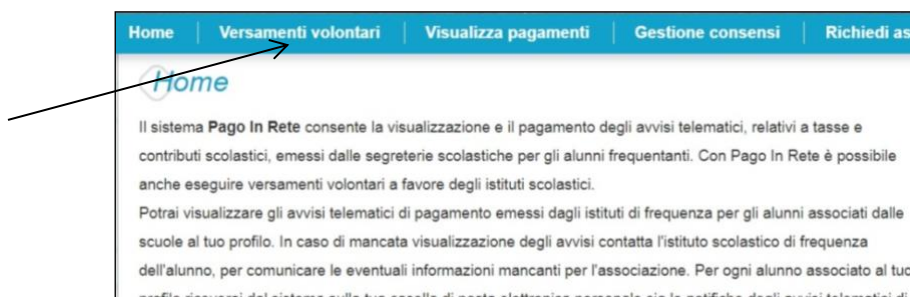 Home Versamenti volontari Visualizza pagamenti Gestione consensi Richiedi as
Home
Il sistema Pago In Rete consente la visualizzazione e il pagamento degli avvisi telematici, relativi a tasse e
contributi scolastici, emessi dalle segreterie scolastiche per gli alunni frequentanti. Con Pago In Rete è possibile
anche eseguire versamenti volontari a favore degli istituti scolastici.
Potrai visualizzare gli avvisi telematici di pagamento emessi dagli istituti di frequenza per gli alunni associati dalle
scuole al tuo profilo. In caso di mancata visualizzazione degli avvisi contatta l'istituto scolastico di frequenza
dell'alunno, per comunicare le eventuali informazioni mancanti per l'associazione. Per ogni alunno associato al tuo